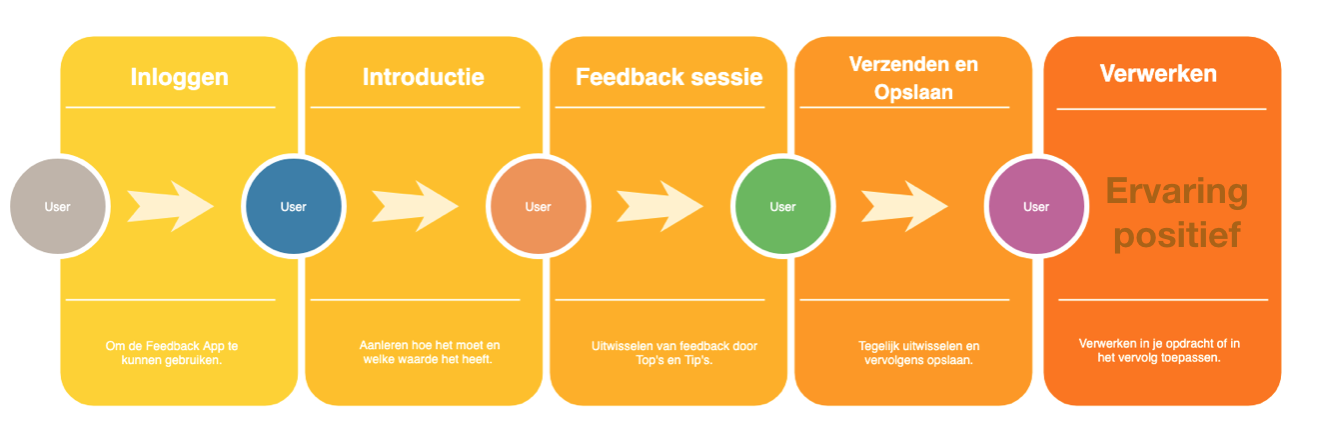 Inloggen
Introductie
Feedback sessie
Verzenden en
Opslaan
Verwerken
User
User
User
User
User
Ervaring
positief
Om de Feedback App te
kunnen gebruiken.
Aanleren hoe het moet en
welke waarde het heeft.
Uitwisselen van feedback door
Top's en Tip's.
Tegelijk uitwisselen en
vervolgens opslaan.
Verwerken in je opdracht of in
het vervolg toepassen.